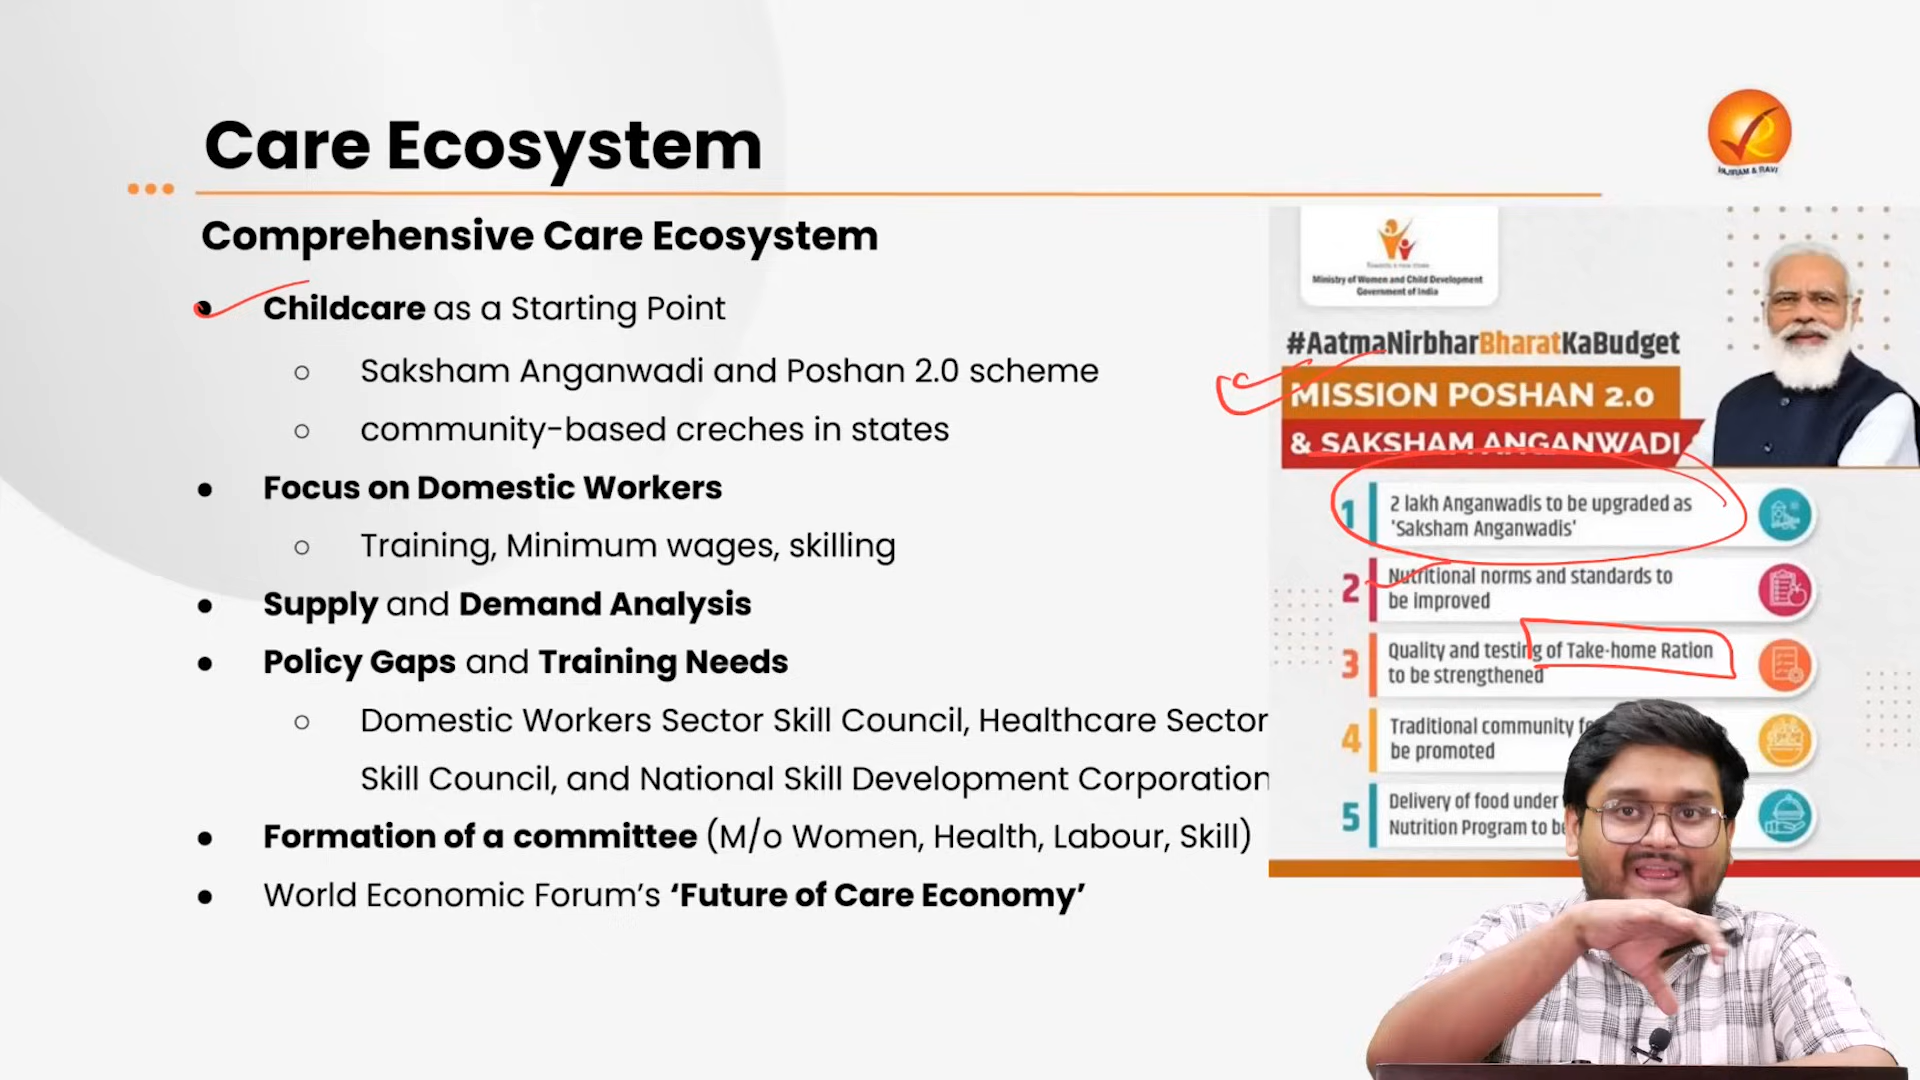 Care Ecosystem
VAJIRAM & RAVI
Comprehensive Care Ecosystem
Childcare as a Starting Point
Saksham Anganwadi and Poshan 2.0 scheme
community-based creches in states
Focus on Domestic Workers
Training, Minimum wages, skilling
Supply and Demand Analysis
Policy Gaps and Training Needs
Domestic Workers Sector Skill Council, Healthcare Sector
Skill Council, and National Skill Development Corporation
Formation of a committee (M/o Women, Health, Labour, Skill)
World Economic Forum's 'Future of Care Economy'
Ministry of Women and Child Development
Government of India
#AatmaNirbharBharatKaBudget
MISSION POSHAN 2.0
& SAKSHAM ANGANWADI
1 2 lakh Anganwadis to be upgraded as
'Saksham Anganwadis'
2 Nutritional norms and standards to
be improved
3 Quality and testing of Take-home Ration
to be strengthened
4 Traditional community
be promoted
5 Delivery of food under
Nutrition Program to